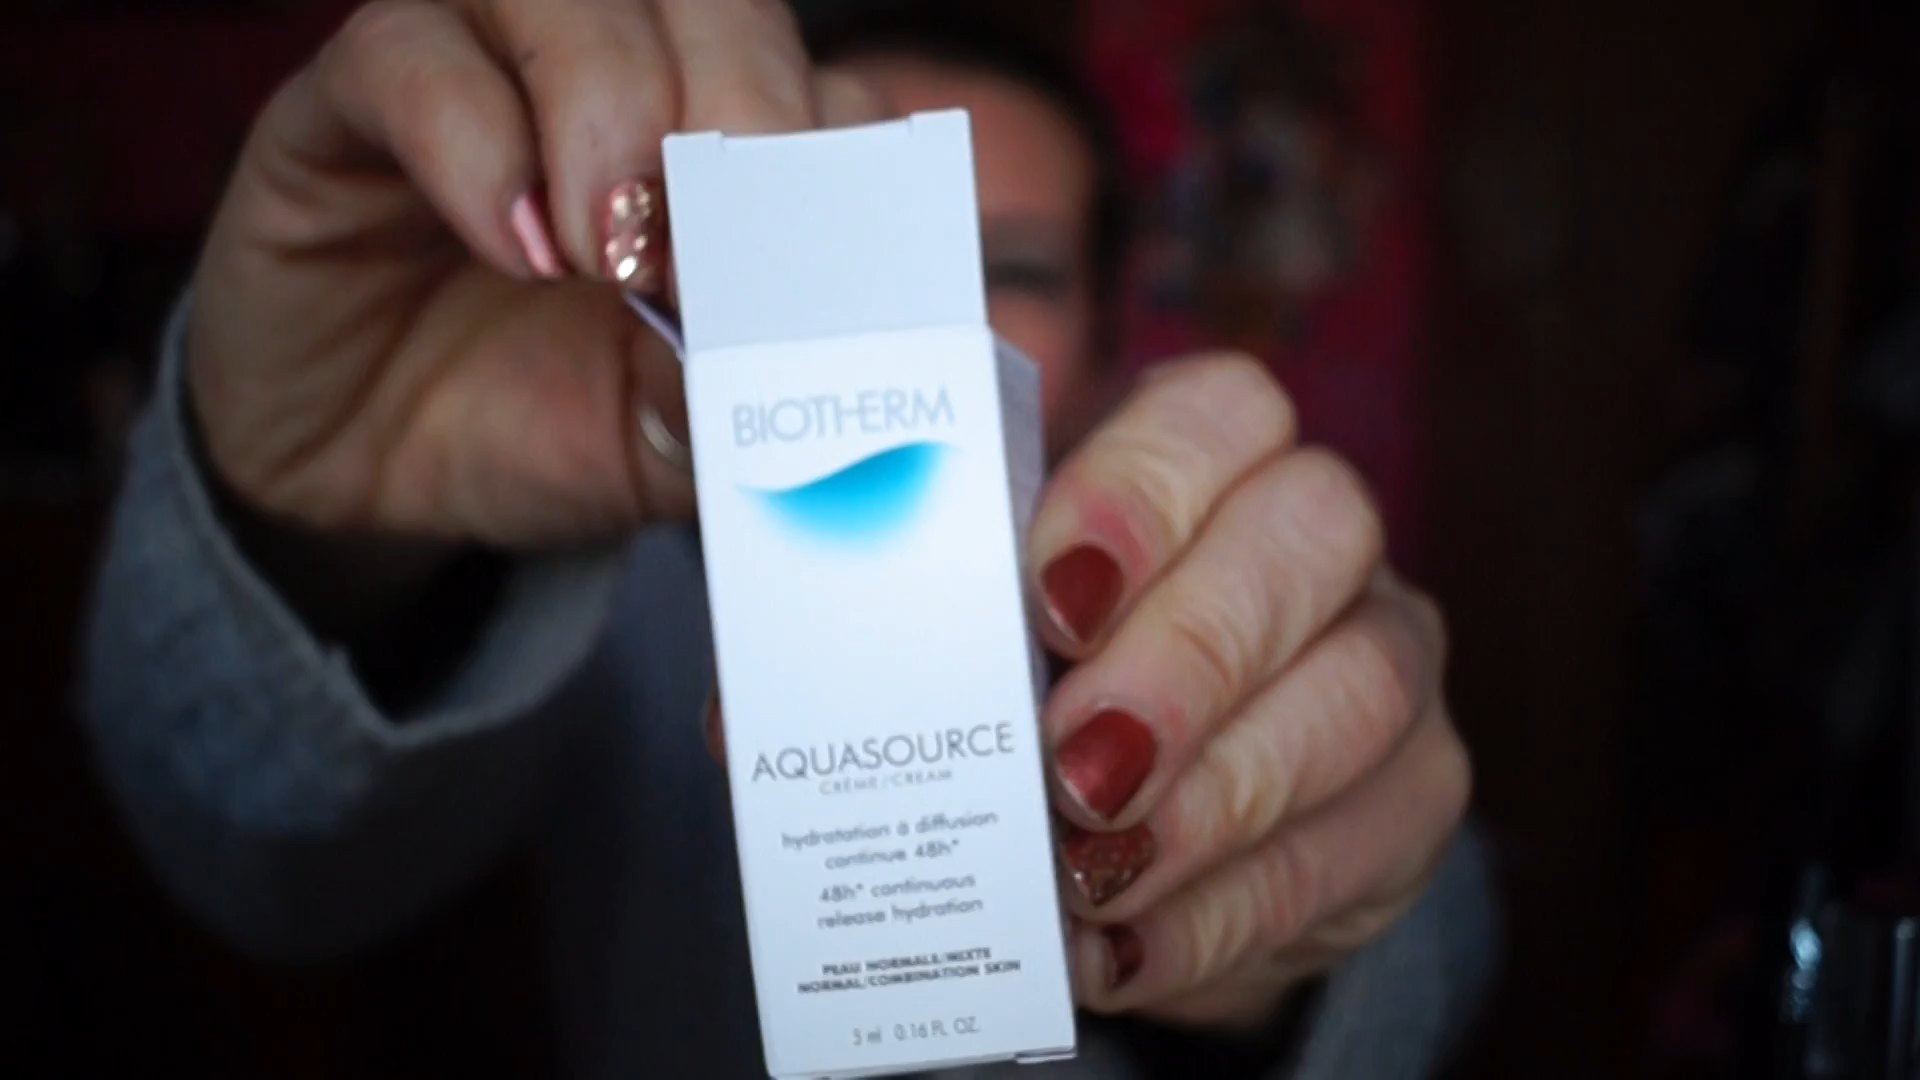 BIOTHERM
AQUASOURCE
CRÈME/CREAM
hydratation à diffusion
continue 48h*
48h* continuous
release hydration
PEAU NORMALE/MIXTE
NORMAL/COMBINATION SKIN
5 ml 0.16 FL. OZ.